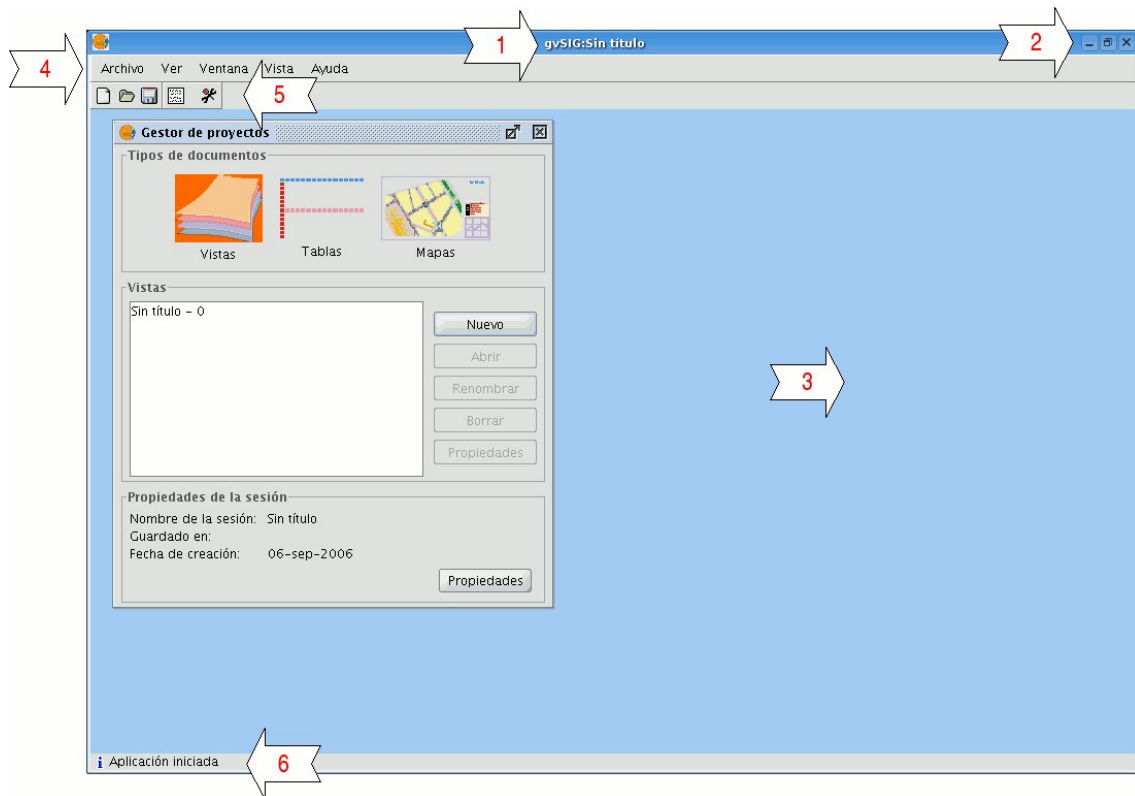 1
gvSIG:Sin título
2
4
Archivo Ver Ventana Vista Ayuda
5
Gestor de proyectos
Tipos de documentos
Vistas
Tablas
Mapas
Vistas
Sin título - 0
Nuevo
Abrir
Renombrar
Borrar
Propiedades
3
Propiedades de la sesión
Nombre de la sesión: Sin título
Guardado en:
Fecha de creación: 06-sep-2006
Propiedades
Aplicación iniciada
6